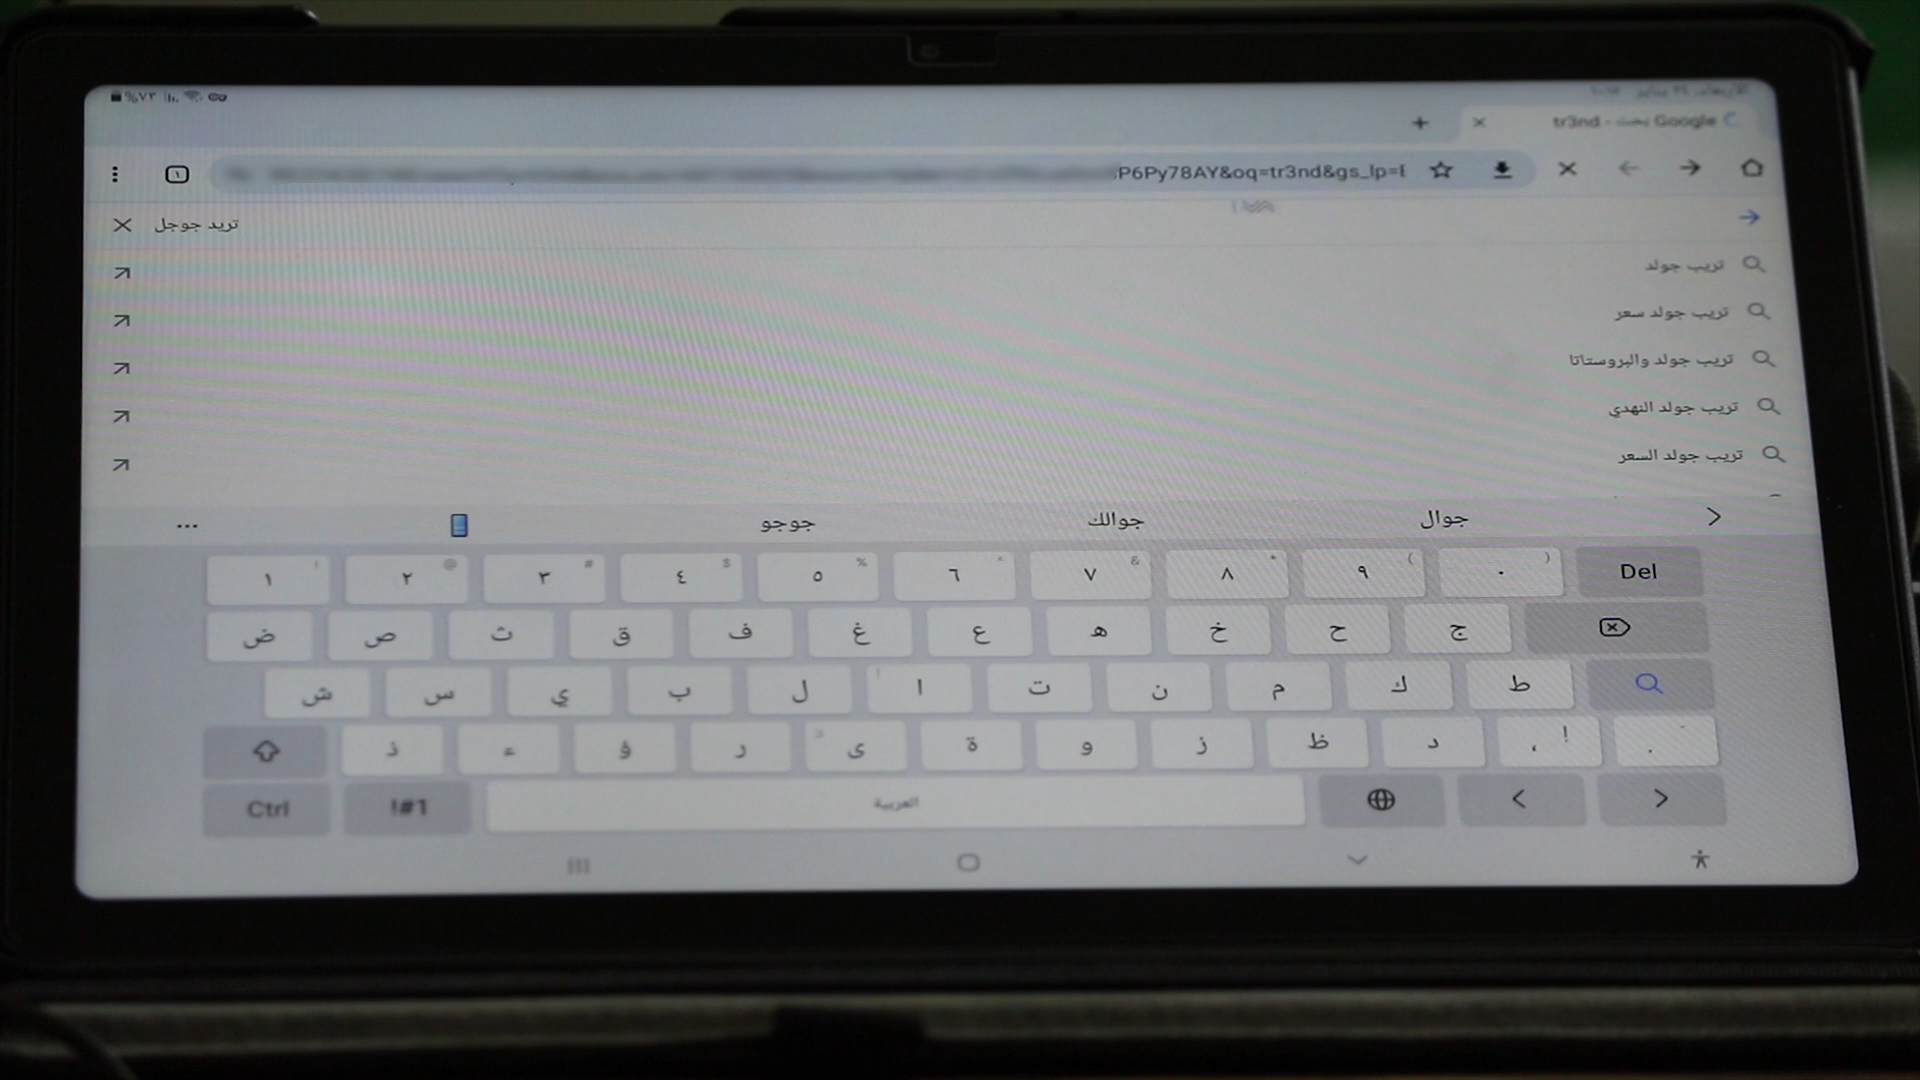 %٧٣
tr3nd - بحث Google
P6Py78AY&oq=tr3nd&gs_lp=E
تريد جوجل
تريب جولد
تريب جولد سعر
تريب جولد والبروستاتا
تريب جولد النهدي
تريب جولد السعر
جوال جوالك جوجو
! @ # $ % ^ & * ( )
١ ٢ ٣ ٤ ٥ ٦ ٧ ٨ ٩ ٠ Del
ض ص ث ق ف غ ع ه خ ح ج
ش س ي ب ل ا ت ن م ك ط
ذ ء ؤ ر ى ة و ز ظ د ، ! .
Ctrl !#1 العربية < >